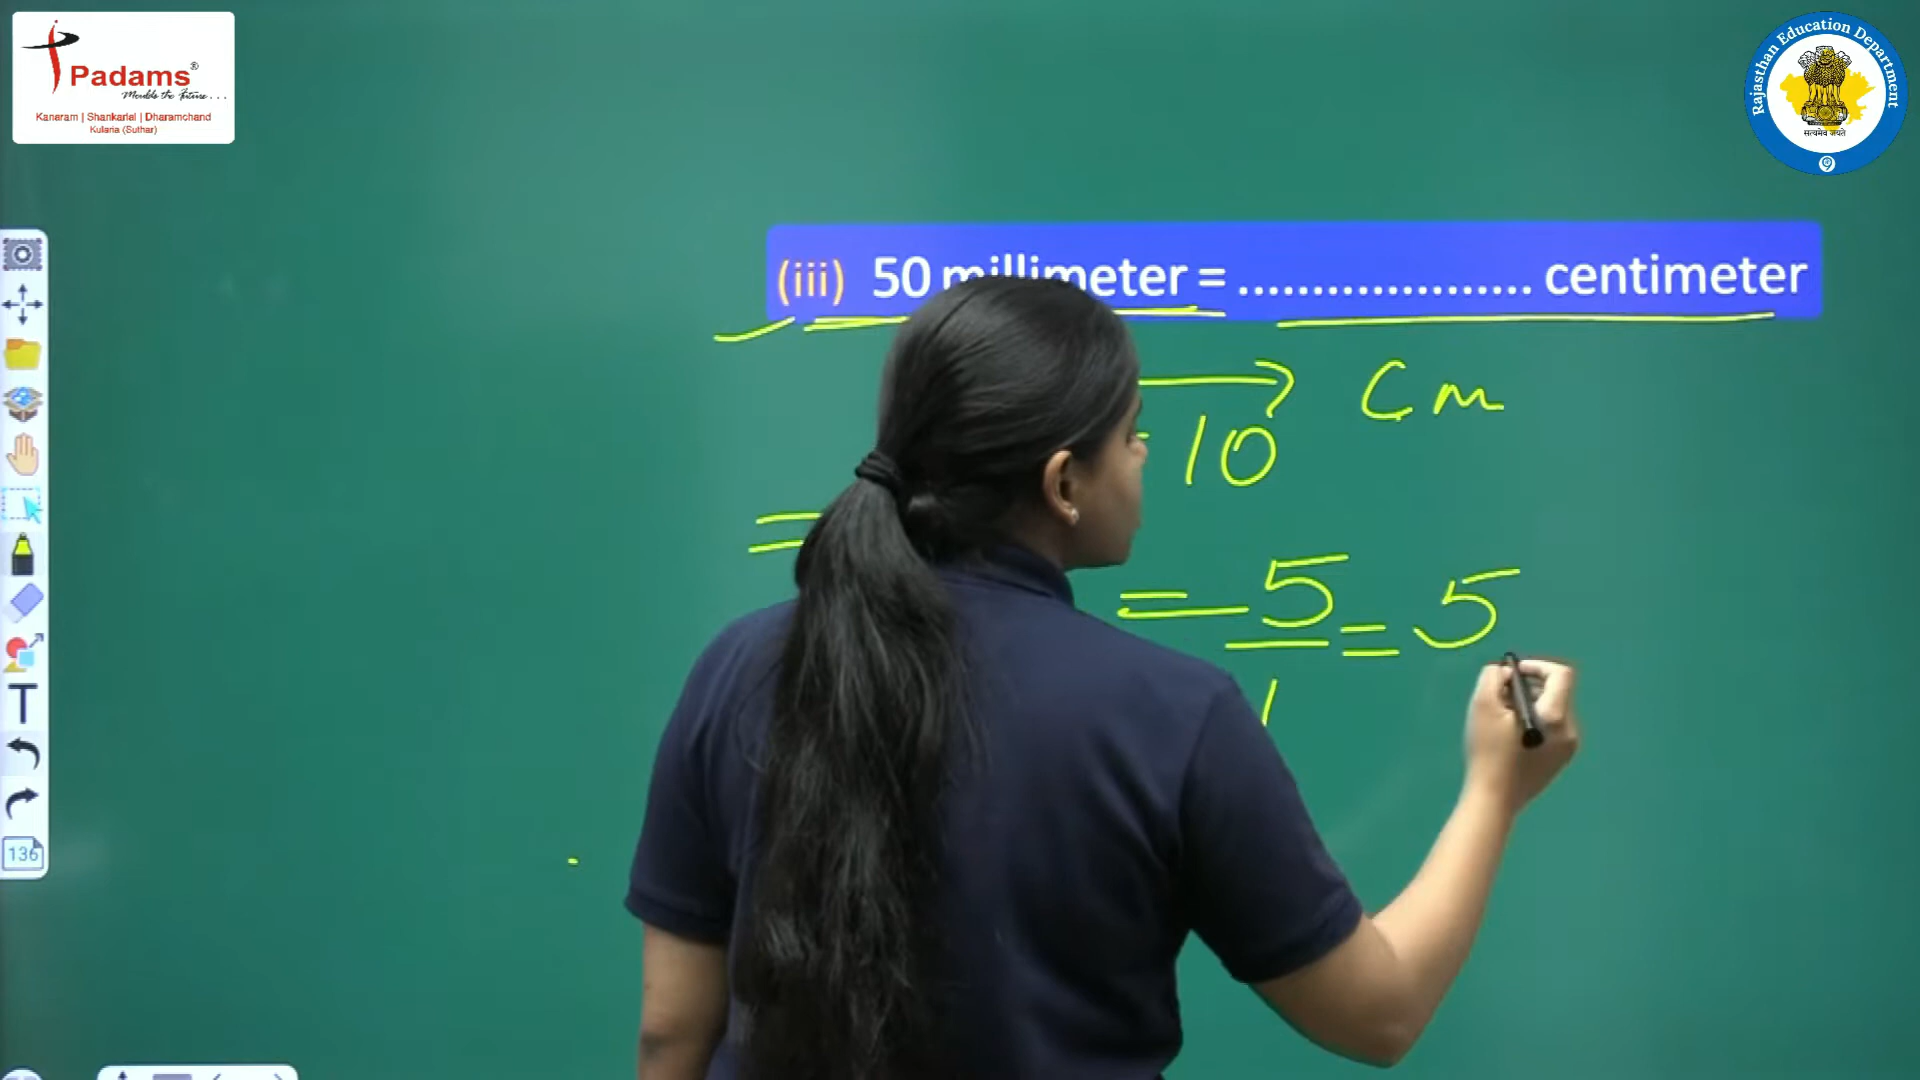 Padams®
Moulds the Future...
Kanaram | Shankarlal | Dharamchand
Kularia (Suthar)
Rajasthan Education Department
सत्यमेव जयते
(iii) 50 millimeter = .................... centimeter
cm
10
=
= 5 = 5
1
T
136